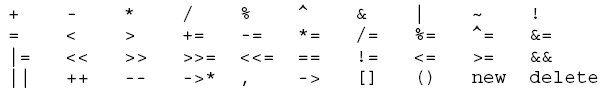 + - * / % ^ & | ~ !
= < > += -= *= /= %= ^= &=
|= << >> >>= <<= == != <= >= &&
|| ++ -- ->* , -> [] () new delete